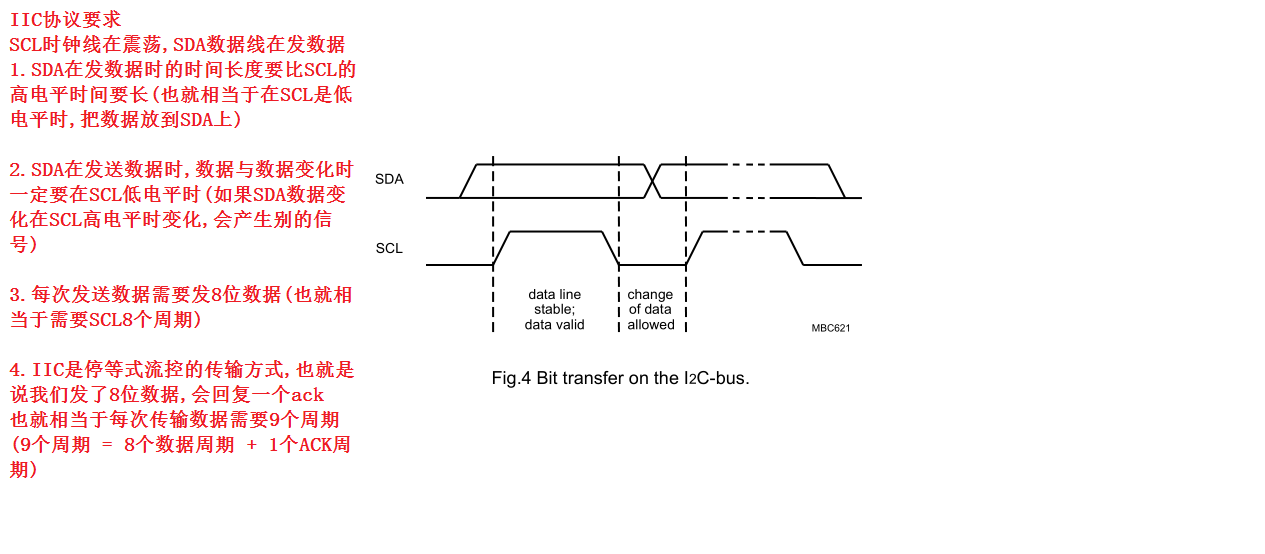 IIC协议要求
SCL时钟线在震荡,SDA数据线在发数据
1.SDA在发数据时的时间长度要比SCL的
高电平时间要长(也就相当于在SCL是低
电平时,把数据放到SDA上)
2.SDA在发送数据时,数据与数据变化时
一定要在SCL低电平时(如果SDA数据变
化在SCL高电平时变化,会产生别的信
号)
3.每次发送数据需要发8位数据(也就相
当于需要SCL8个周期)
4.IIC是停等式流控的传输方式,也就是
说我们发了8位数据,会回复一个ack
也就相当于每次传输数据需要9个周期
(9个周期 = 8个数据周期 + 1个ACK周
期)
SDA
SCL
data line
stable;
data valid
change
of data
allowed
MBC621
Fig.4 Bit transfer on the I2C-bus.